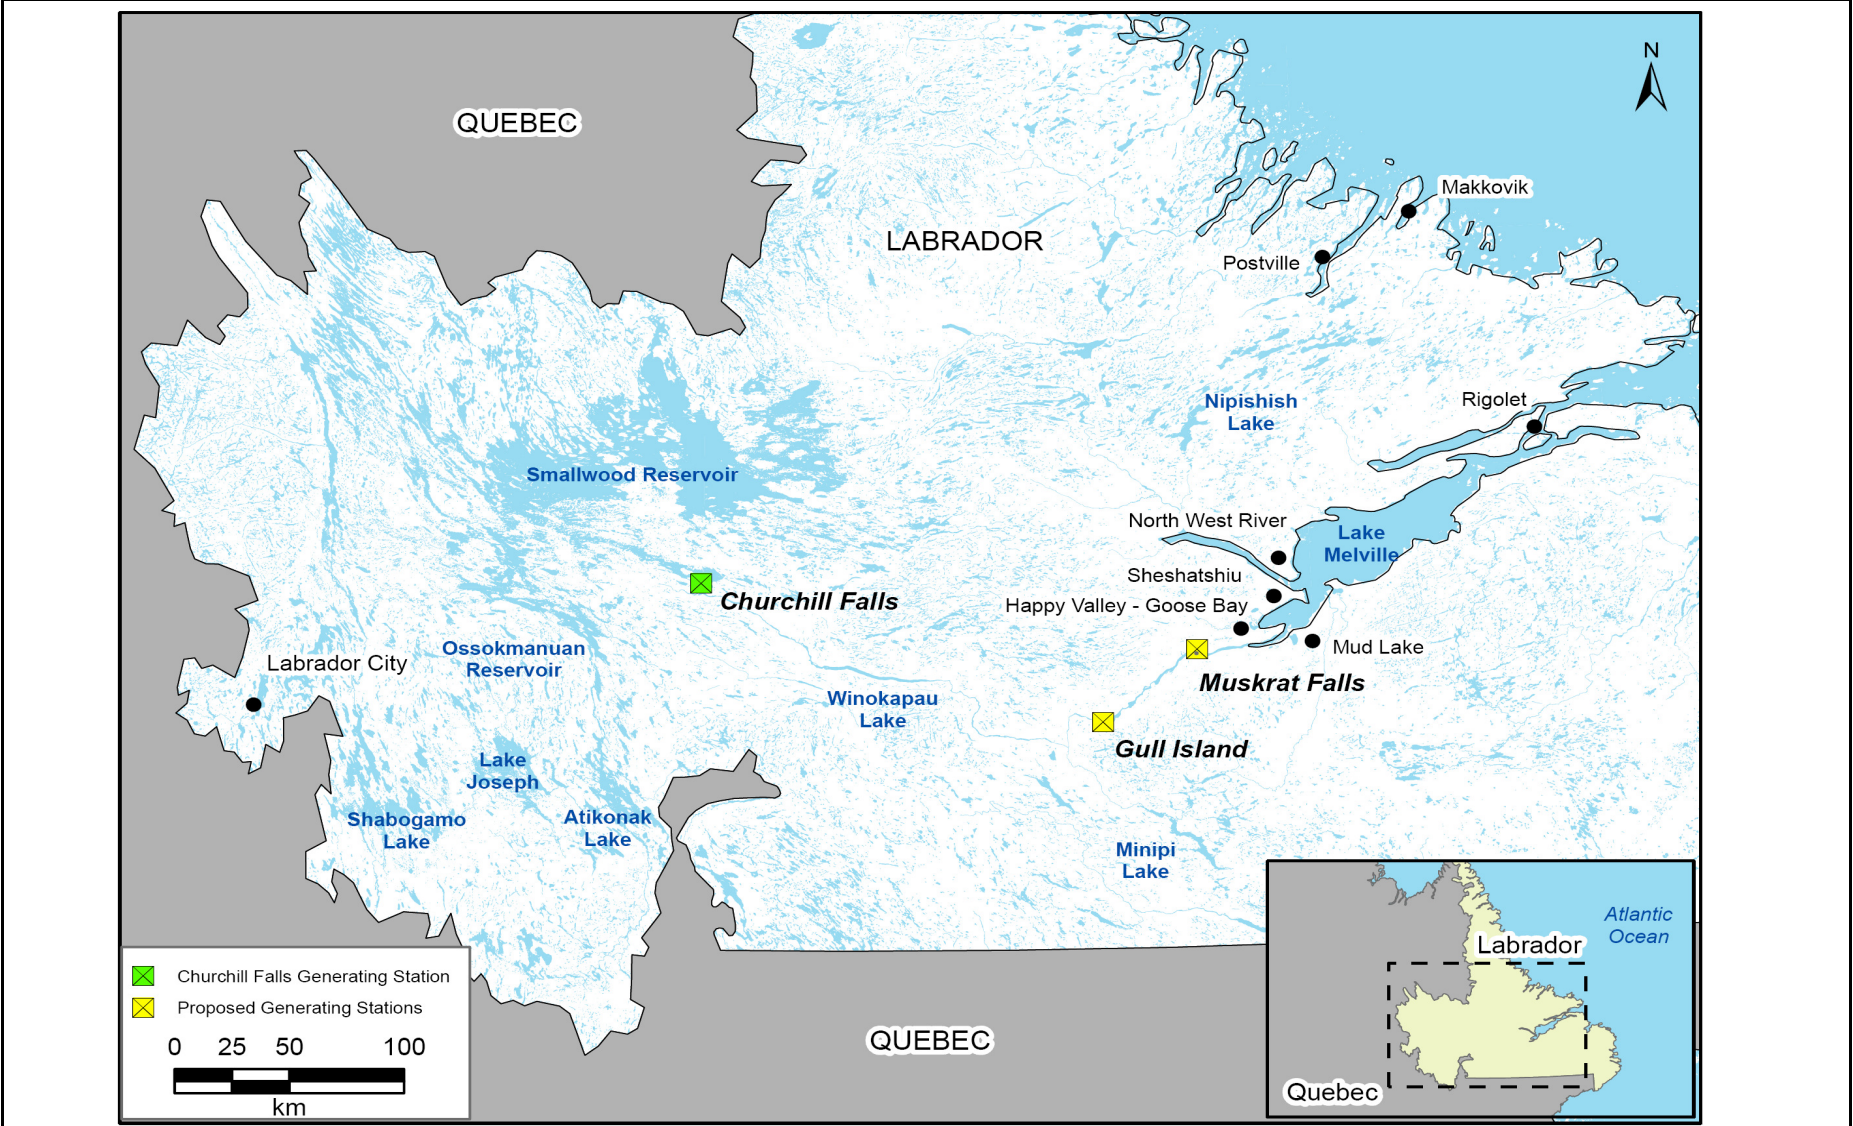 N
QUEBEC
Makkovik
LABRADOR
Postville
Nipishish
Lake
Rigolet
Smallwood Reservoir
North West River
Lake
Melville
Sheshatshiu
Churchill Falls
Happy Valley - Goose Bay
Ossokmanuan
Reservoir
Labrador City
Mud Lake
Muskrat Falls
Winokapau
Lake
Gull Island
Lake
Joseph
Shabogamo
Lake
Atikonak
Lake
Minipi
Lake
Atlantic
Ocean
Labrador
Quebec
Churchill Falls Generating Station
Proposed Generating Stations
0 25 50 100
km
QUEBEC